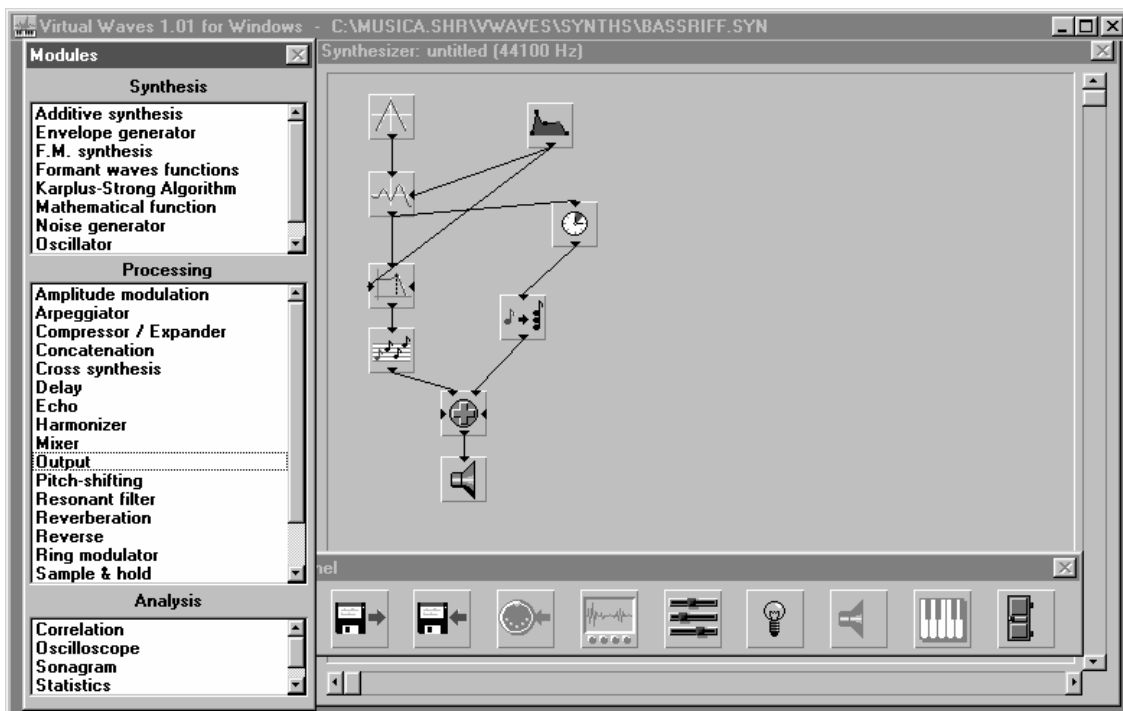 Virtual Waves 1.01 for Windows - C:\MUSICA.SHR\VWAVES\SYNTHS\BASSRIFF.SYN
Modules
Synthesizer: untitled (44100 Hz)
Synthesis
Additive synthesis
Envelope generator
F.M. synthesis
Formant waves functions
Karplus-Strong Algorithm
Mathematical function
Noise generator
Oscillator
Processing
Amplitude modulation
Arpeggiator
Compressor / Expander
Concatenation
Cross synthesis
Delay
Echo
Harmonizer
Mixer
Output
Pitch-shifting
Resonant filter
Reverberation
Reverse
Ring modulator
Sample & hold
Analysis
Correlation
Oscilloscope
Sonagram
Statistics
nel